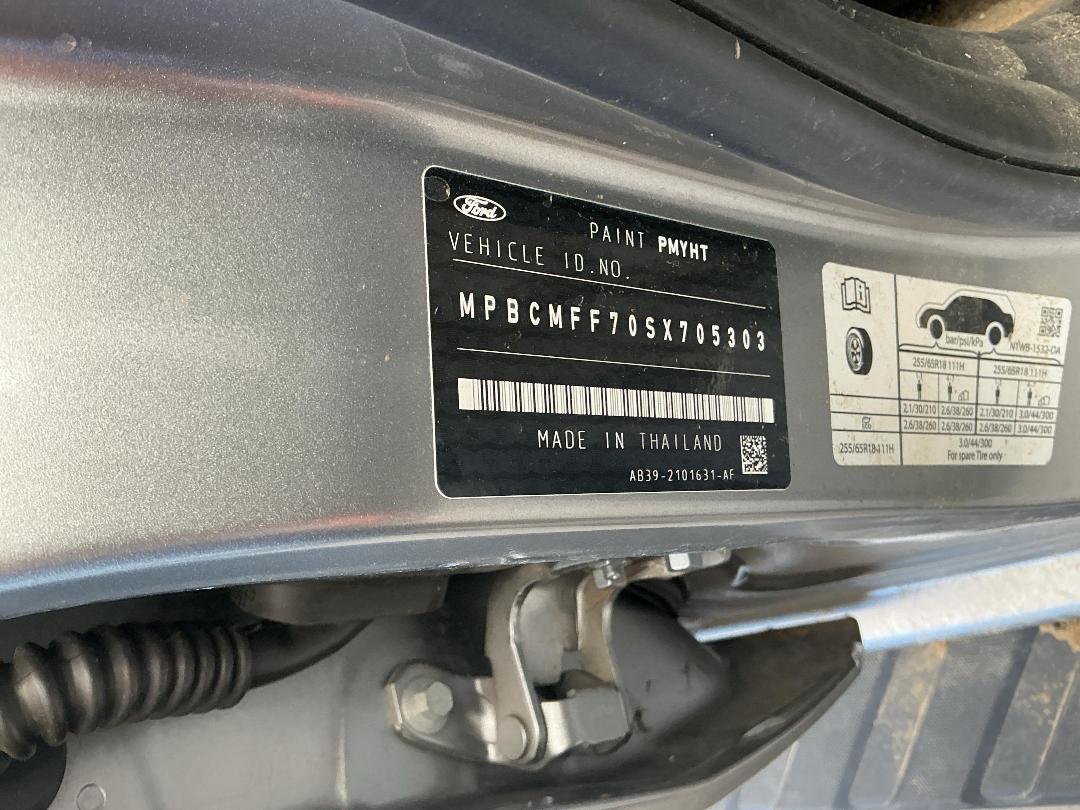 Ford
PAINT PMYHT
VEHICLE ID.NO.
MPBCMFF70SX705303
MADE IN THAILAND
AB39-2101631-AF
bar/psi/kPa
N1WB-1532-DA
255/65R18 111H 255/65R18 111H
2.1/30/210 2.6/38/260 2.1/30/210 3.0/44/300
ECO 2.6/38/260 2.6/38/260 2.6/38/260 3.0/44/300
255/65R18 111H 3.0/44/300
For spare Tire only